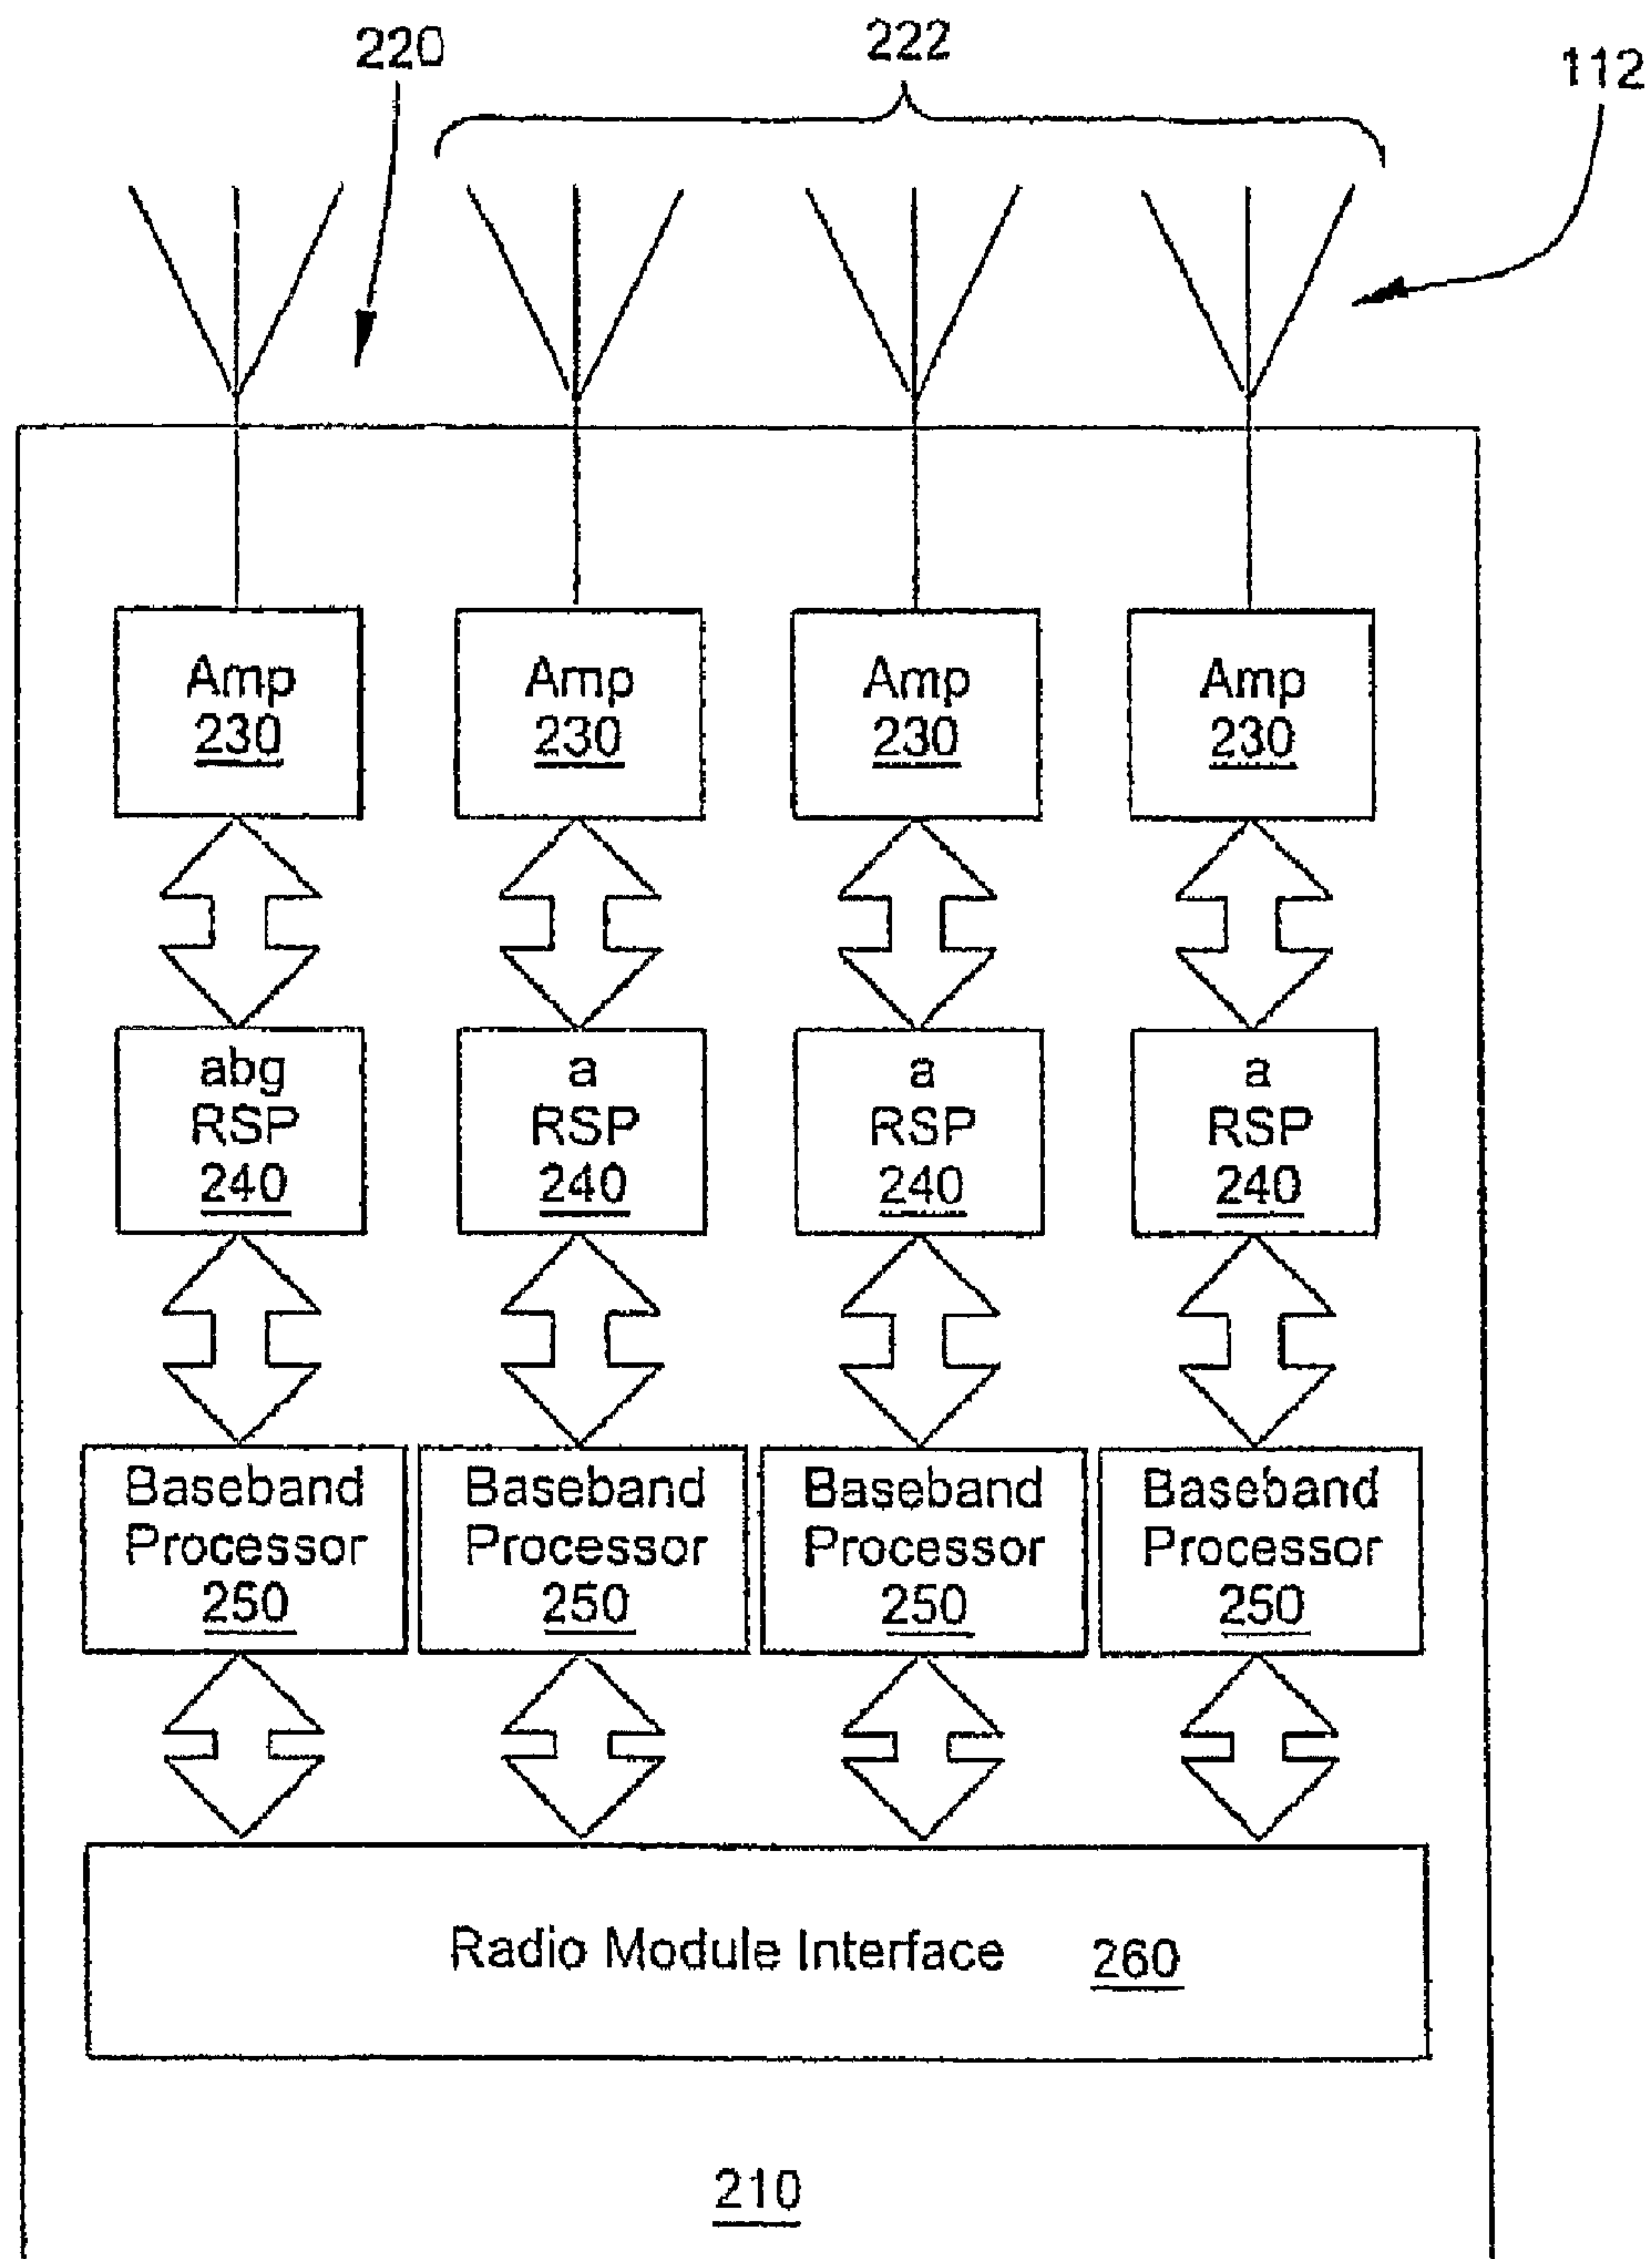 220
222
112
Amp
230
Amp
230
Amp
230
Amp
230
abg
RSP
240
a
RSP
240
a
RSP
240
a
RSP
240
Baseband
Processor
250
Baseband
Processor
250
Baseband
Processor
250
Baseband
Processor
250
Radio Module Interface 260
210